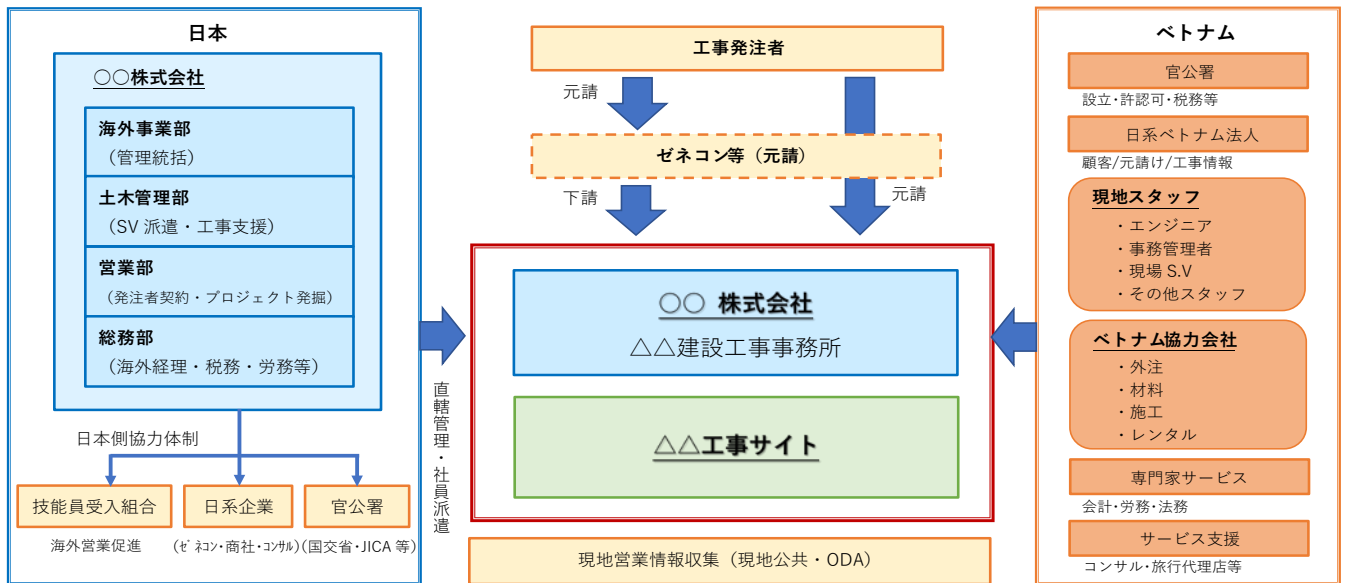 日本
〇〇株式会社
海外事業部
（管理統括）
土木管理部
（SV 派遣・工事支援）
営業部
（発注者契約・プロジェクト発掘）
総務部
（海外経理・税務・労務等）
日本側協力体制
技能員受入組合
海外営業促進
日系企業
(ｾﾞﾈｺﾝ・商社・ｺﾝｻﾙ)
官公署
(国交省・JICA 等)
直轄管理・社員派遣
工事発注者
元請
ゼネコン等（元請）
下請
元請
〇〇 株式会社
△△建設工事事務所
△△工事サイト
現地営業情報収集（現地公共・ODA）
ベトナム
官公署
設立・許認可・税務等
日系ベトナム法人
顧客/元請け/工事情報
現地スタッフ
・エンジニア
・事務管理者
・現場 S.V
・その他スタッフ
ベトナム協力会社
・外注
・材料
・施工
・レンタル
専門家サービス
会計・労務・法務
サービス支援
コンサル・旅行代理店等